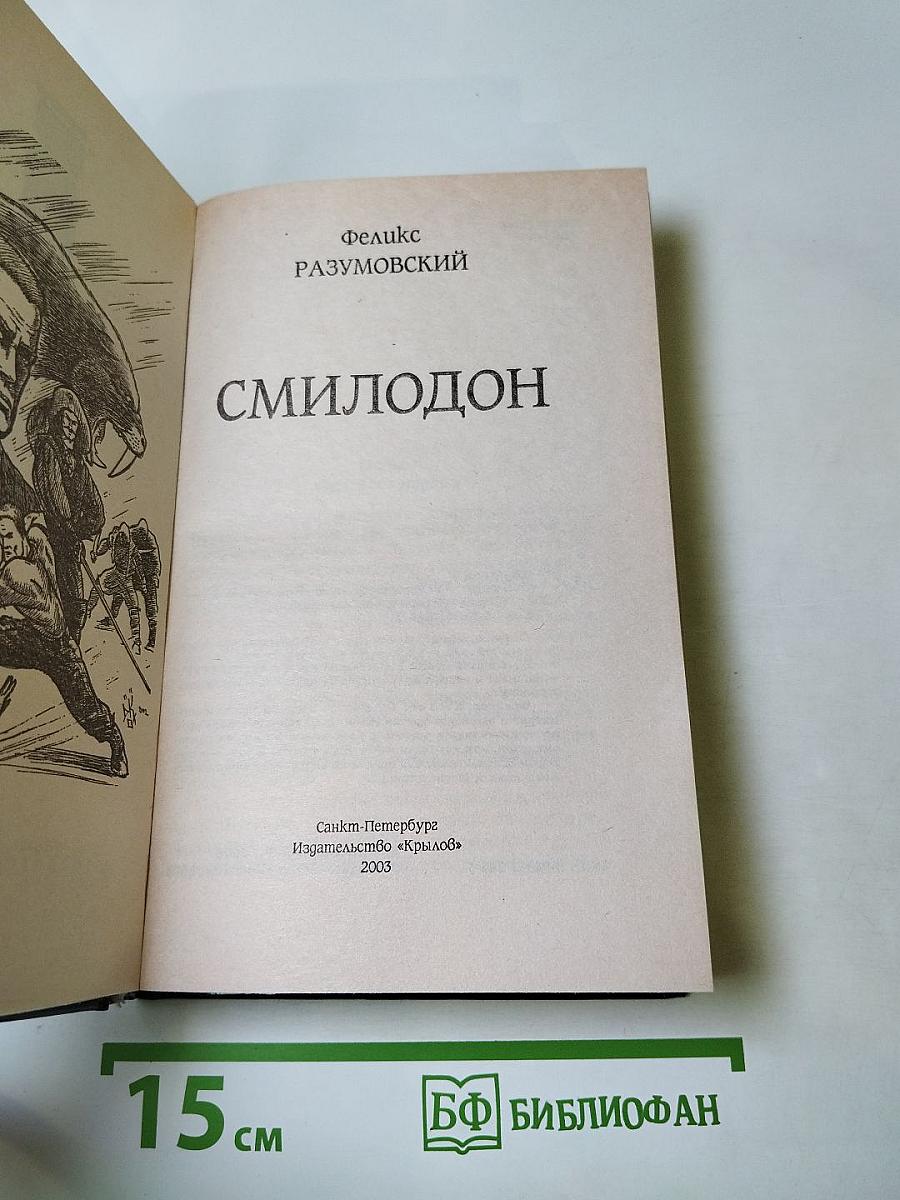 Феликс
РАЗУМОВСКИЙ
СМИЛОДОН
Санкт-Петербург
Издательство «Крылов»
2003
15 см
БФ БИБЛИОФАН